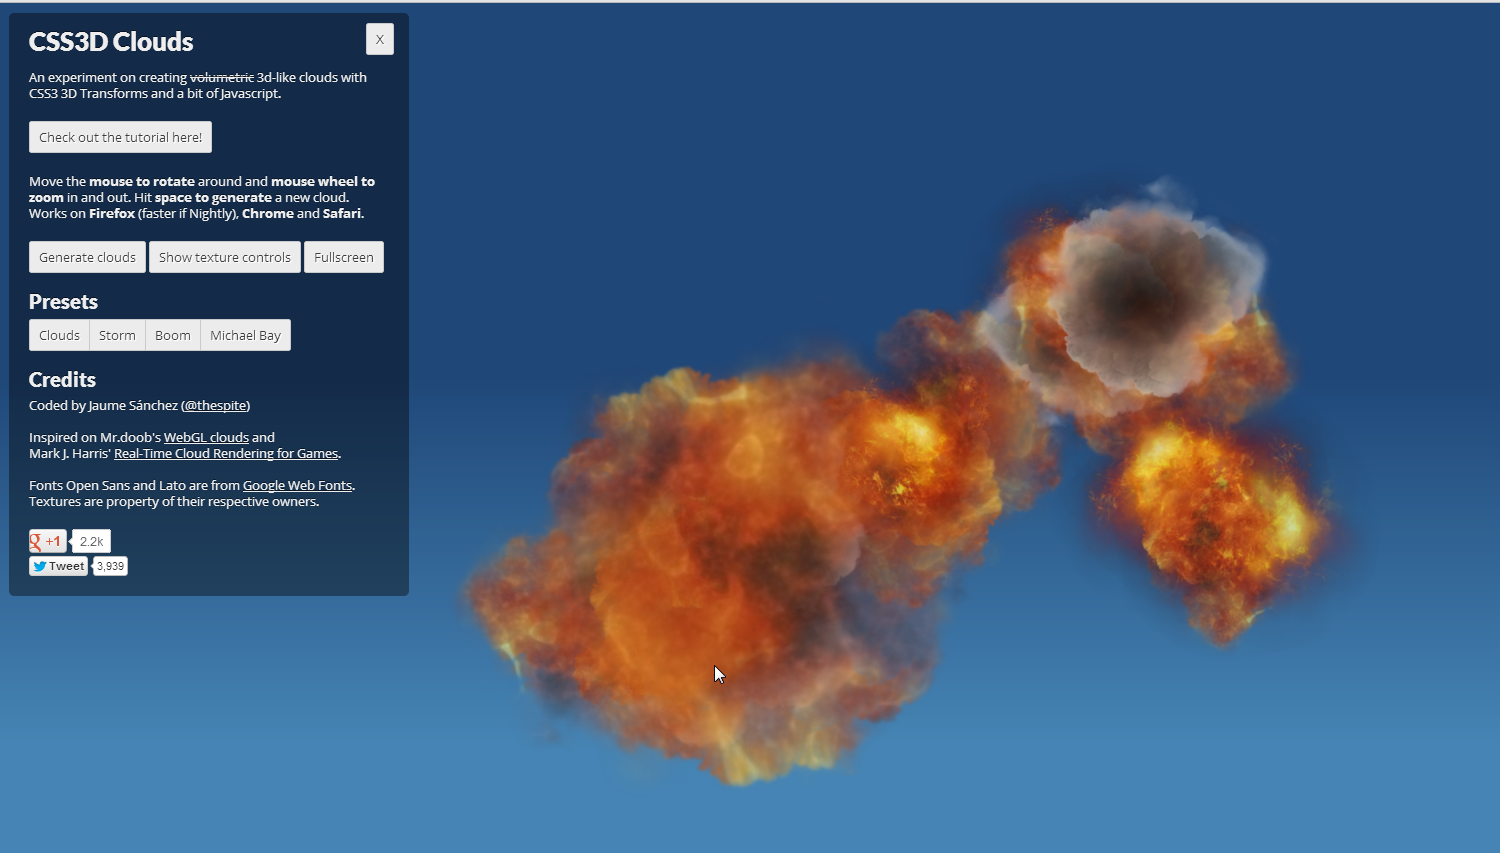 CSS3D Clouds
X
An experiment on creating volumetric 3d-like clouds with
CSS3 3D Transforms and a bit of Javascript.
Check out the tutorial here!
Move the mouse to rotate around and mouse wheel to
zoom in and out. Hit space to generate a new cloud.
Works on Firefox (faster if Nightly), Chrome and Safari.
Generate clouds Show texture controls Fullscreen
Presets
Clouds Storm Boom Michael Bay
Credits
Coded by Jaume Sánchez (@thespite)
Inspired on Mr.doob's WebGL clouds and
Mark J. Harris' Real-Time Cloud Rendering for Games.
Fonts Open Sans and Lato are from Google Web Fonts.
Textures are property of their respective owners.
g +1 2.2k
Tweet 3,939